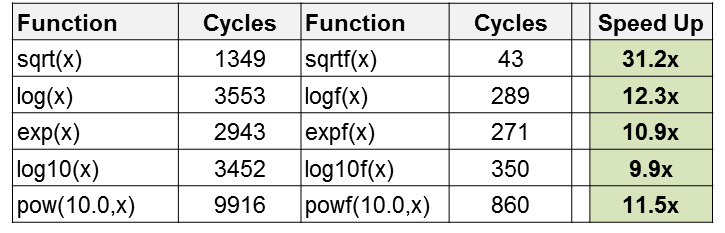 Function Cycles Function Cycles Speed Up
sqrt(x) 1349 sqrtf(x) 43 31.2x
log(x) 3553 logf(x) 289 12.3x
exp(x) 2943 expf(x) 271 10.9x
log10(x) 3452 log10f(x) 350 9.9x
pow(10.0,x) 9916 powf(10.0,x) 860 11.5x